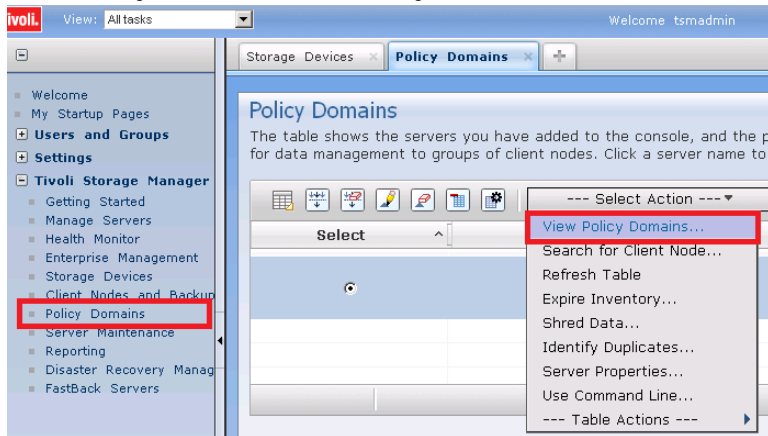 ivoli. View: All tasks Welcome tsmadmin
Storage Devices Policy Domains
Welcome
My Startup Pages
Users and Groups
Settings
Tivoli Storage Manager
Getting Started
Manage Servers
Health Monitor
Enterprise Management
Storage Devices
Client Nodes and Backup
Policy Domains
Server Maintenance
Reporting
Disaster Recovery Manag
FastBack Servers
Policy Domains
The table shows the servers you have added to the console, and the p
for data management to groups of client nodes. Click a server name to
--- Select Action ---
Select
View Policy Domains...
Search for Client Node...
Refresh Table
Expire Inventory...
Shred Data...
Identify Duplicates...
Server Properties...
Use Command Line...
--- Table Actions ---